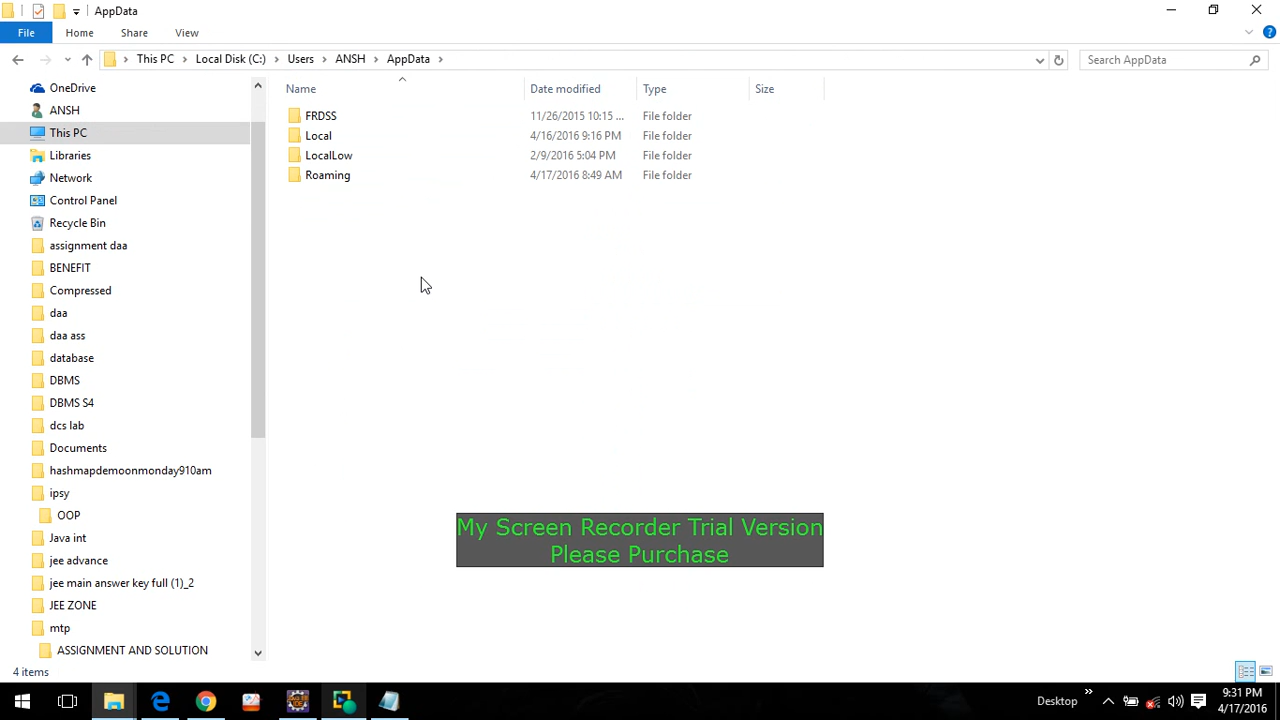 AppData
File Home Share View
This PC Local Disk (C:) Users ANSH AppData
Search AppData
Name Date modified Type Size
FRDSS 11/26/2015 10:15 ... File folder
Local 4/16/2016 9:16 PM File folder
LocalLow 2/9/2016 5:04 PM File folder
Roaming 4/17/2016 8:49 AM File folder
OneDrive
ANSH
This PC
Libraries
Network
Control Panel
Recycle Bin
assignment daa
BENEFIT
Compressed
daa
daa ass
database
DBMS
DBMS S4
dcs lab
Documents
hashmapdemoonmonday910am
ipsy
OOP
Java int
jee advance
jee main answer key full (1)_2
JEE ZONE
mtp
ASSIGNMENT AND SOLUTION
My Screen Recorder Trial Version
Please Purchase
4 items
Desktop
9:31 PM
4/17/2016